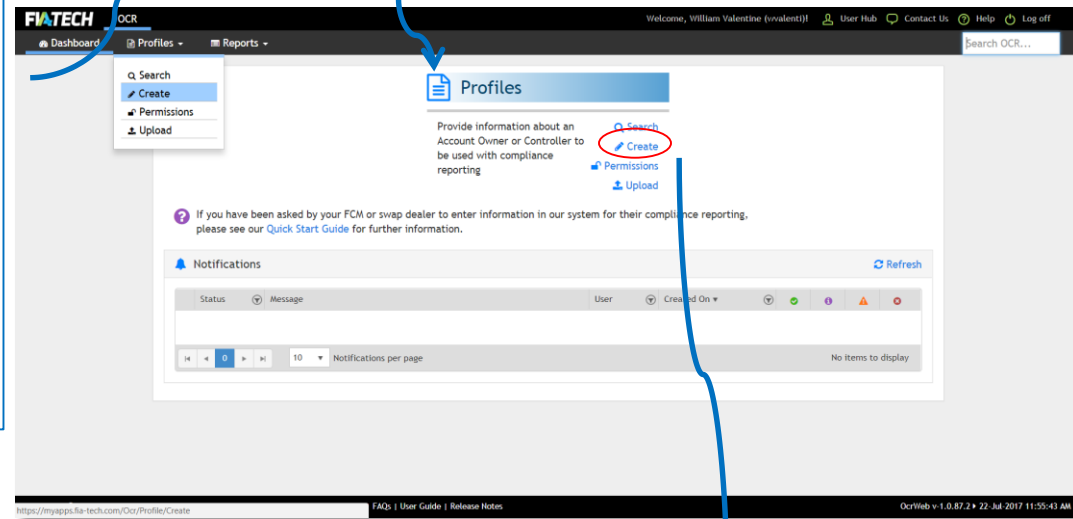 FIATECH OCR Welcome, William Valentine (vvalenti)! User Hub Contact Us Help Log off
Dashboard Profiles Reports Search OCR...
Search
Create
Permissions
Upload
Profiles
Provide information about an
Account Owner or Controller to
be used with compliance
reporting
Search
Create
Permissions
Upload
If you have been asked by your FCM or swap dealer to enter information in our system for their compliance reporting,
please see our Quick Start Guide for further information.
Notifications Refresh
Status Message User Created On
0 10 Notifications per page No items to display
https://myapps.fia-tech.com/Ocr/Profile/Create FAQs | User Guide | Release Notes OcrWeb v-1.0.87.2 22-Jul-2017 11:55:43 AM